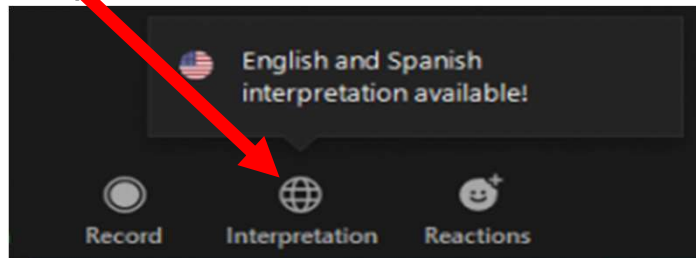 English and Spanish
interpretation available!
Record Interpretation Reactions